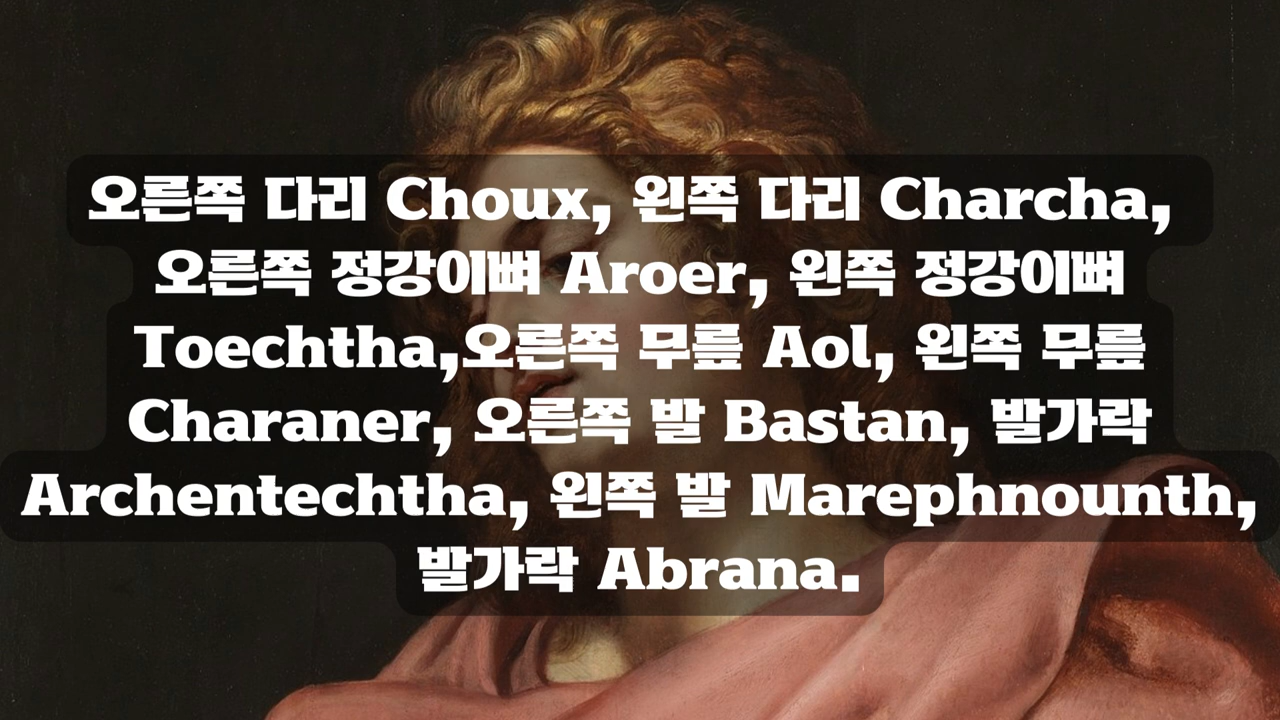 오른쪽 다리 Choux, 왼쪽 다리 Charcha,
오른쪽 정강이뼈 Aroer, 왼쪽 정강이뼈
Toechtha,오른쪽 무릎 Aol, 왼쪽 무릎
Charaner, 오른쪽 발 Bastan, 발가락
Archentechtha, 왼쪽 발 Marephnounth,
발가락 Abrana.